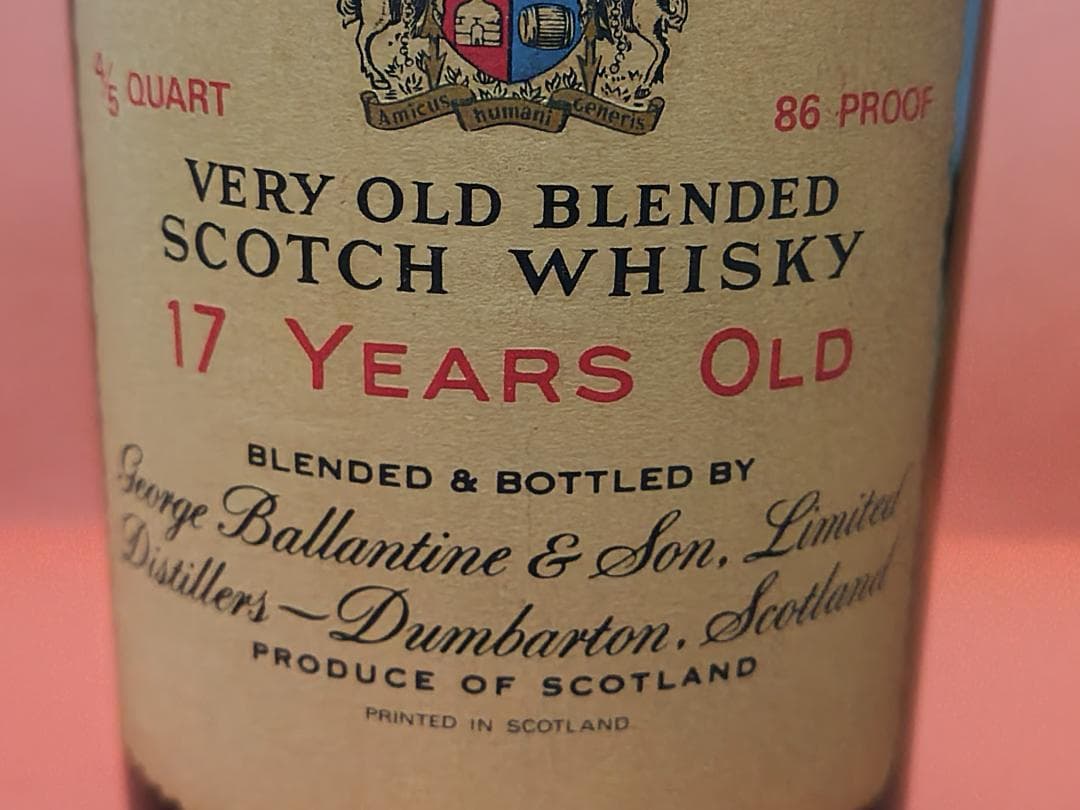 Amicus humani generis
4/5 QUART
86 PROOF
VERY OLD BLENDED
SCOTCH WHISKY
17 YEARS OLD
BLENDED & BOTTLED BY
George Ballantine & Son, Limited
Distillers – Dumbarton, Scotland
PRODUCE OF SCOTLAND
PRINTED IN SCOTLAND